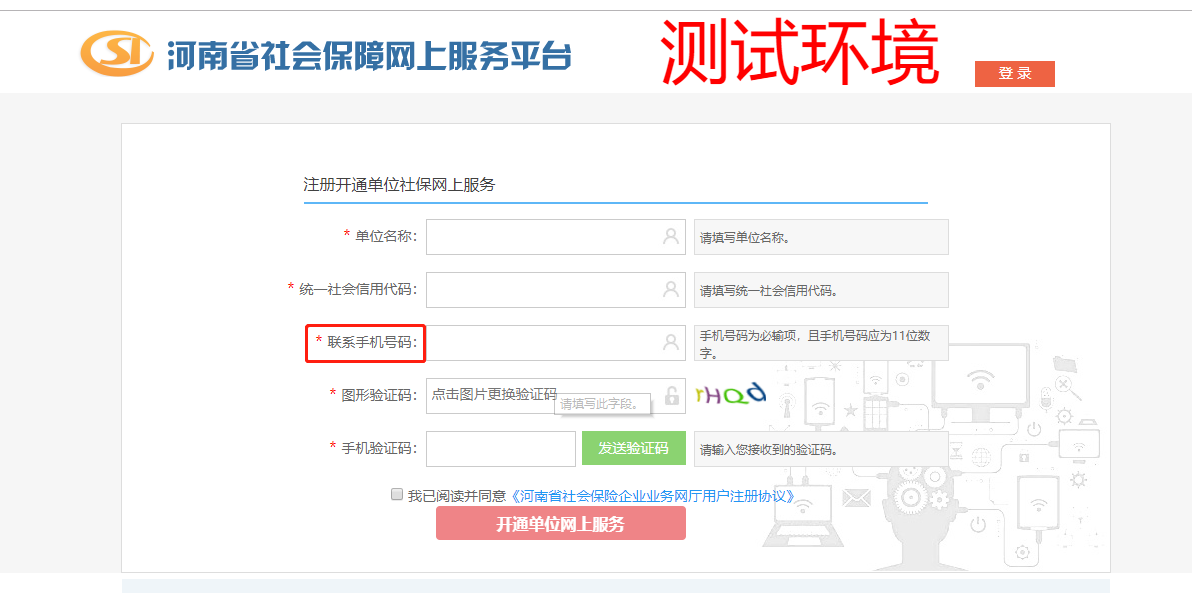 CSI 河南省社会保障网上服务平台
测试环境
登 录
注册开通单位社保网上服务
* 单位名称:
请填写单位名称。
* 统一社会信用代码:
请填写统一社会信用代码。
* 联系手机号码:
手机号码为必输项，且手机号码应为11位数
字。
* 图形验证码:
点击图片更换验证码
请填写此字段。
rHQd
* 手机验证码:
发送验证码
请输入您接收到的验证码。
我已阅读并同意《河南省社会保险企业业务网厅用户注册协议》
开通单位网上服务